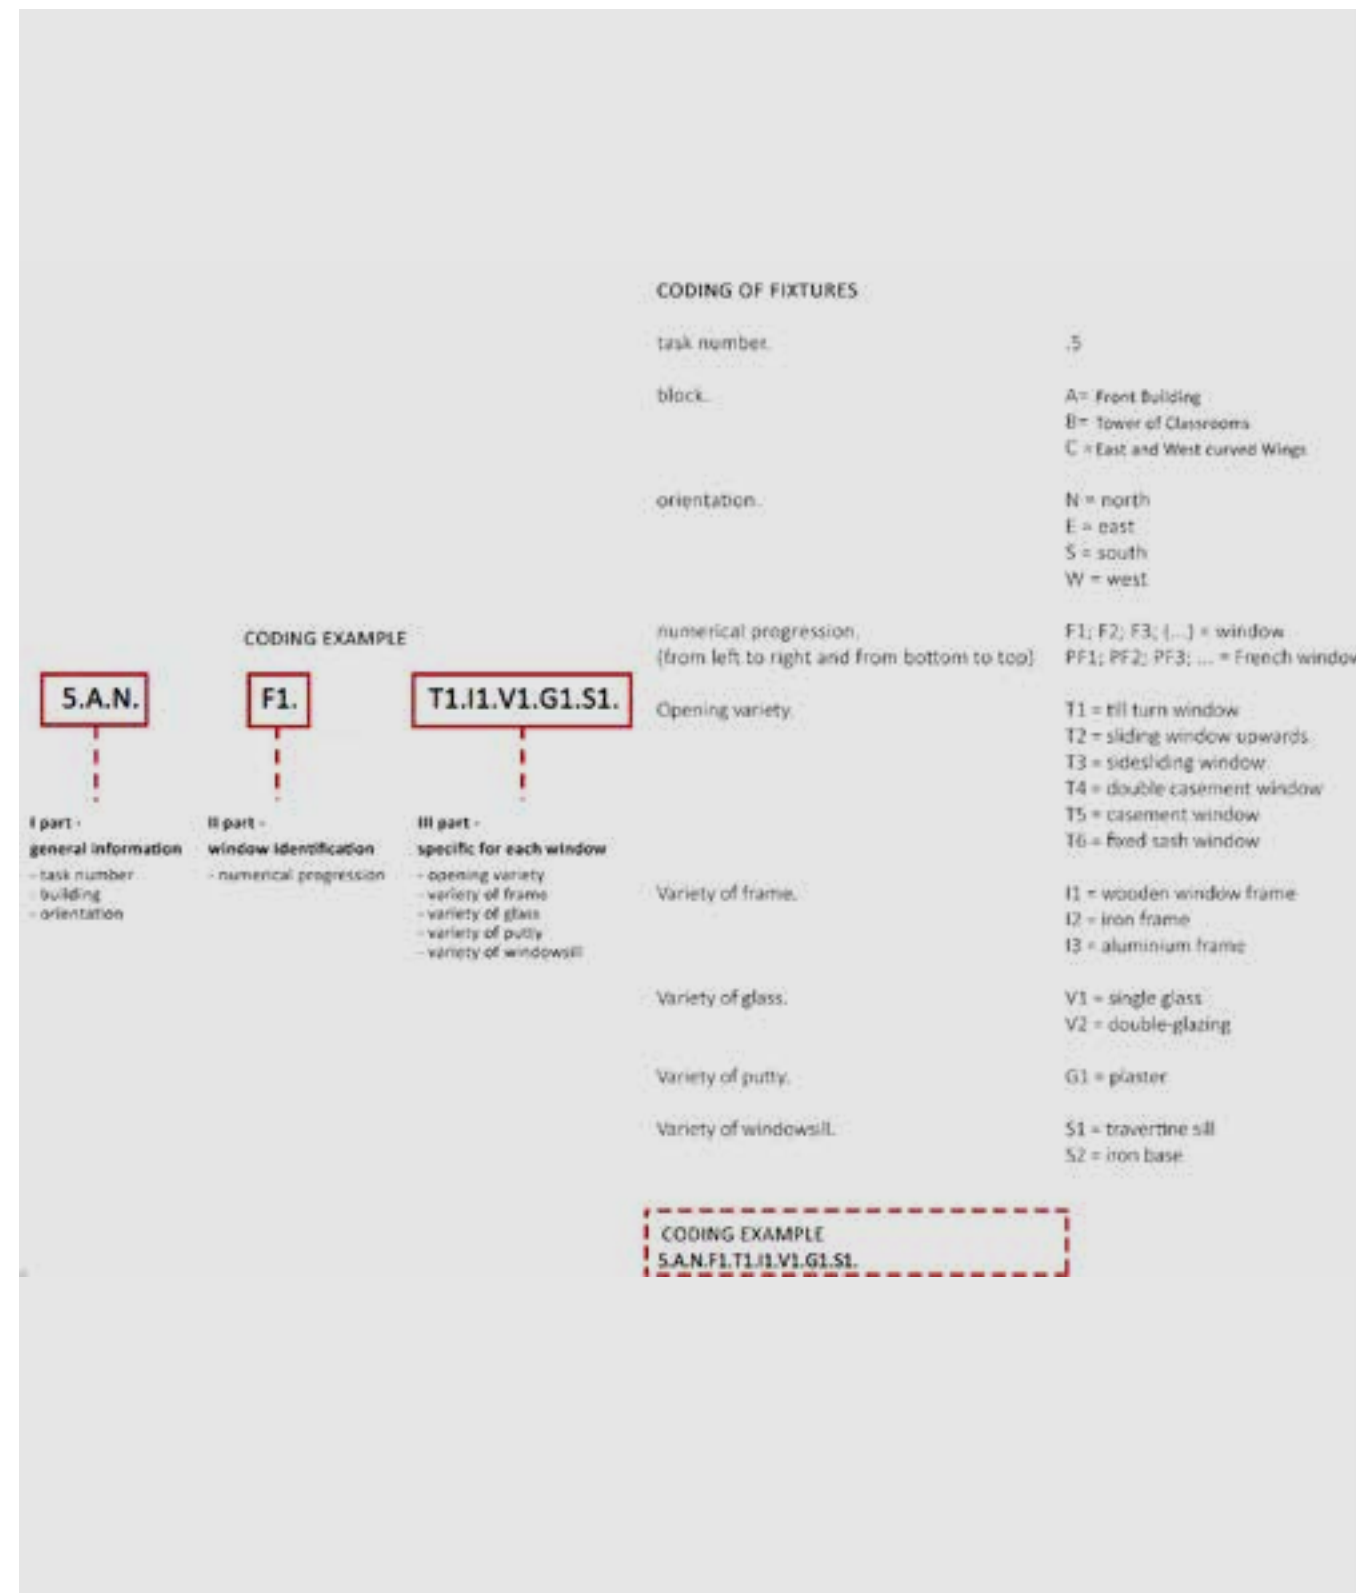 CODING EXAMPLE
5.A.N.
F1.
T1.I1.V1.G1.S1.
I part -
general information
- task number
- building
- orientation
II part -
window identification
- numerical progression
III part -
specific for each window
- opening variety
- variety of frame
- variety of glass
- variety of putty
- variety of windowsill
CODING OF FIXTURES
task number. .5
block. A= Front Building
B= Tower of Classrooms
C = East and West curved Wings
orientation. N = north
E = east
S = south
W = west
numerical progression. F1; F2; F3; (...) = window
(from left to right and from bottom to top) PF1; PF2; PF3; ... = French window
Opening variety. T1 = till turn window
T2 = sliding window upwards
T3 = sidesliding window
T4 = double casement window
T5 = casement window
T6 = fixed sash window
Variety of frame. I1 = wooden window frame
I2 = iron frame
I3 = aluminium frame
Variety of glass. V1 = single glass
V2 = double-glazing
Variety of putty. G1 = plaster
Variety of windowsill. S1 = travertine sill
S2 = iron base
CODING EXAMPLE
5.A.N.F1.T1.I1.V1.G1.S1.